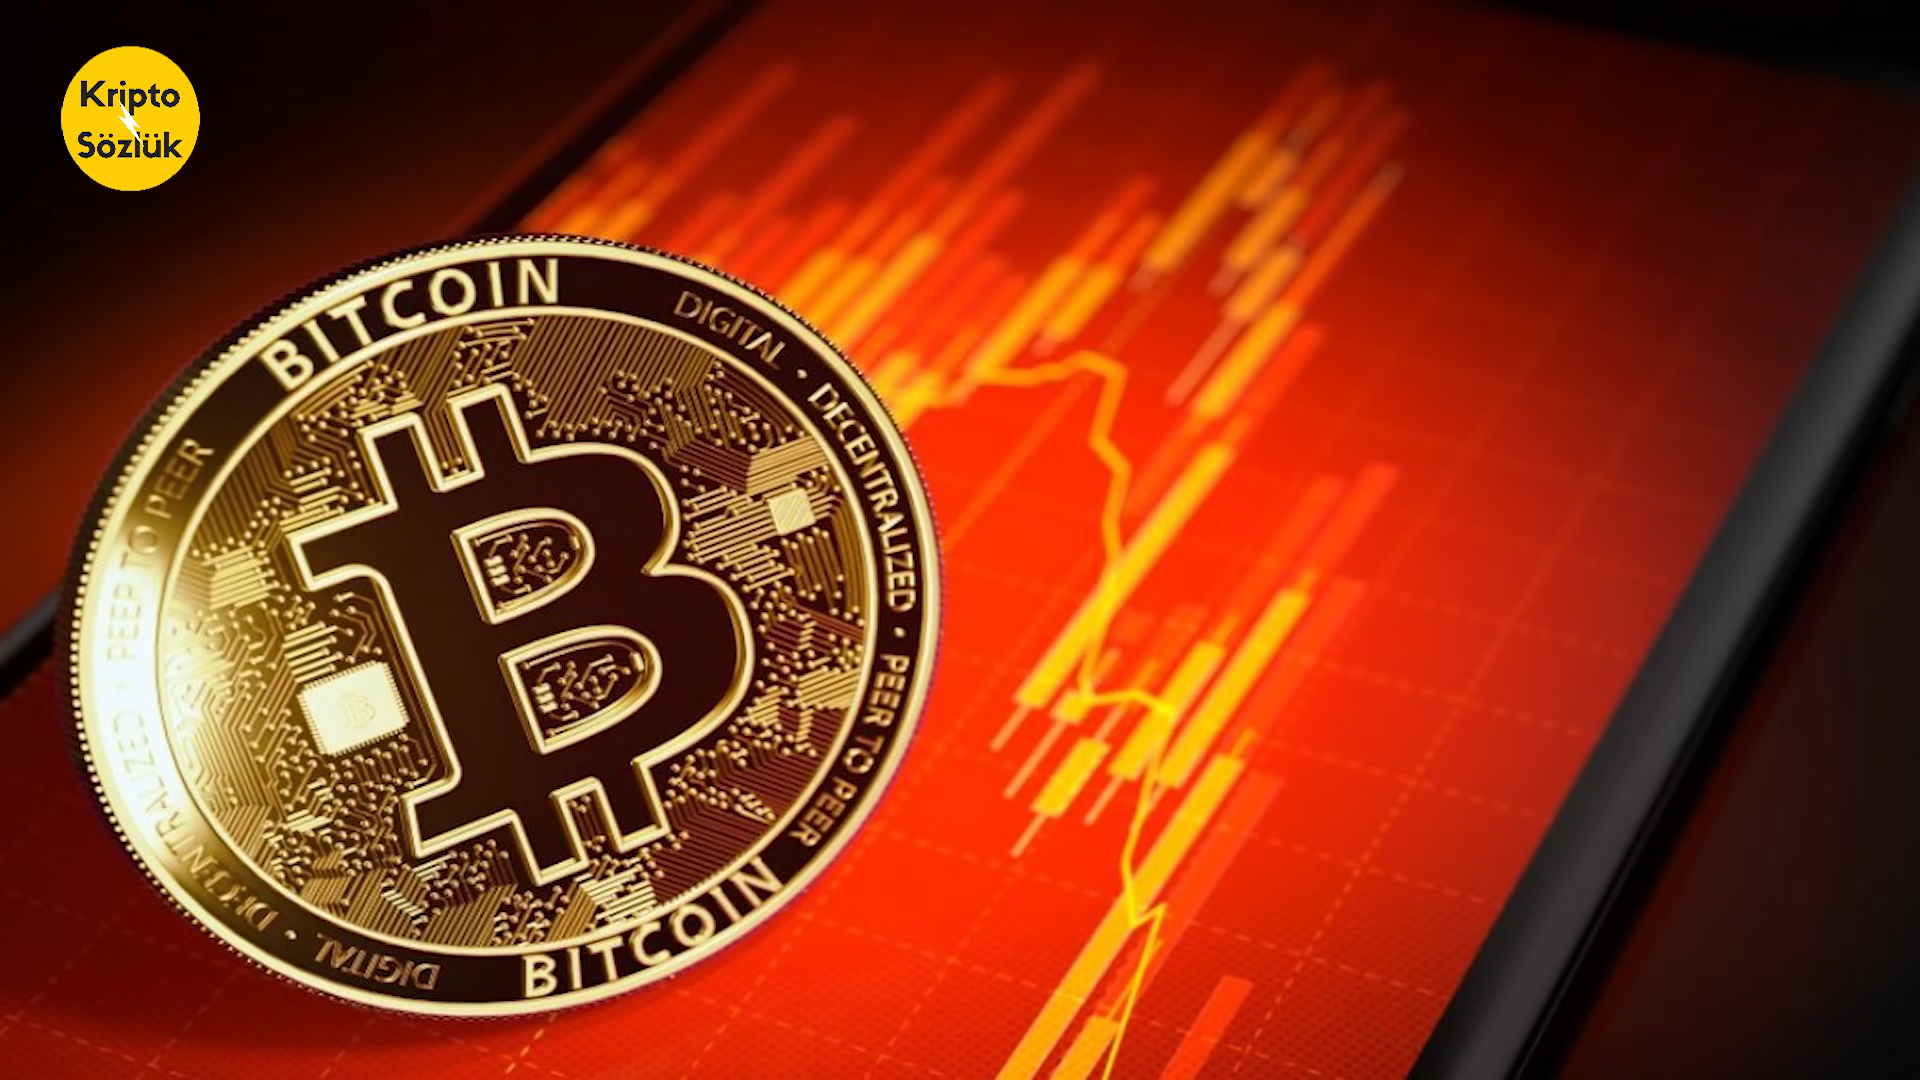 Kripto
Sözlük
BITCOIN
DIGITAL • DECENTRALIZED • PEER TO PEER
BITCOIN
DIGITAL • DECENTRALIZED • PEER TO PEER